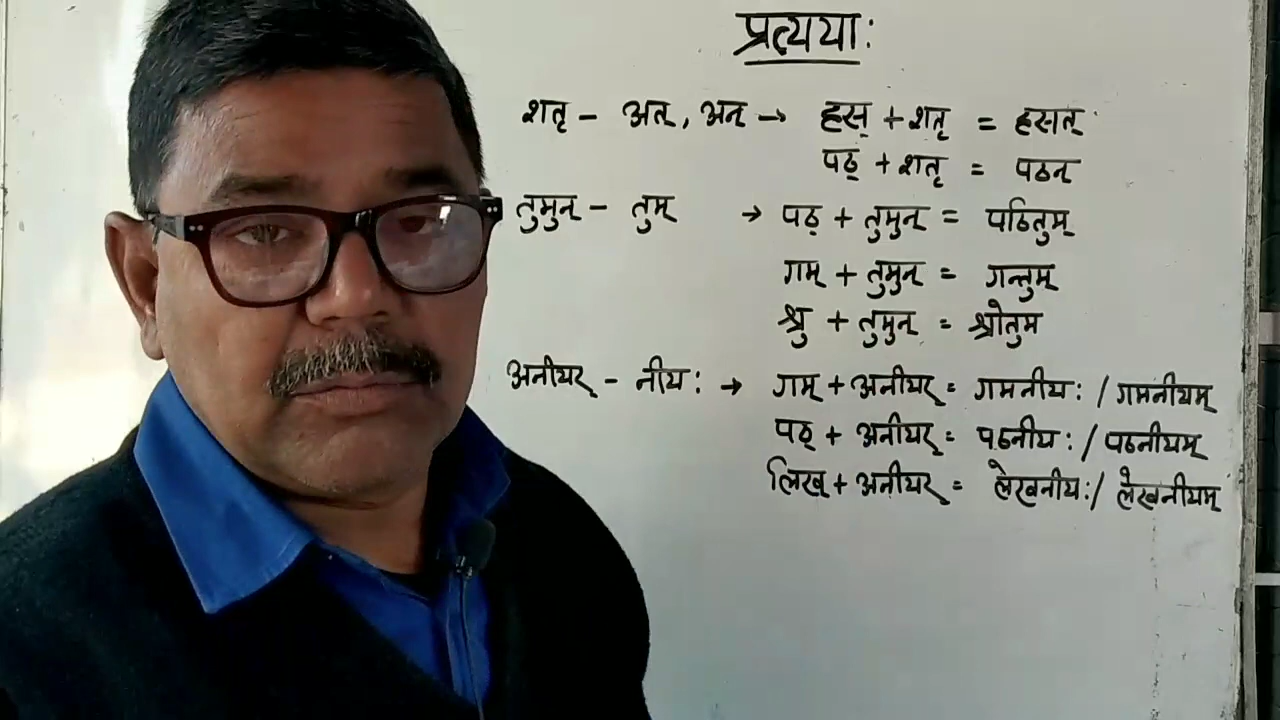 प्रत्ययाः
शतृ - अत्, अन् → हस् + शतृ = हसत्
पठ् + शतृ = पठन्
तुमुन् - तुम् → पठ् + तुमुन् = पठितुम्
गम् + तुमुन् = गन्तुम्
श्रु + तुमुन् = श्रोतुम
अनीयर् - नीयः → गम् + अनीयर् = गमनीयः / गमनीयम्
पठ् + अनीयर् = पठनीयः / पठनीयम्
लिख् + अनीयर् = लेखनीयः / लेखनीयम्